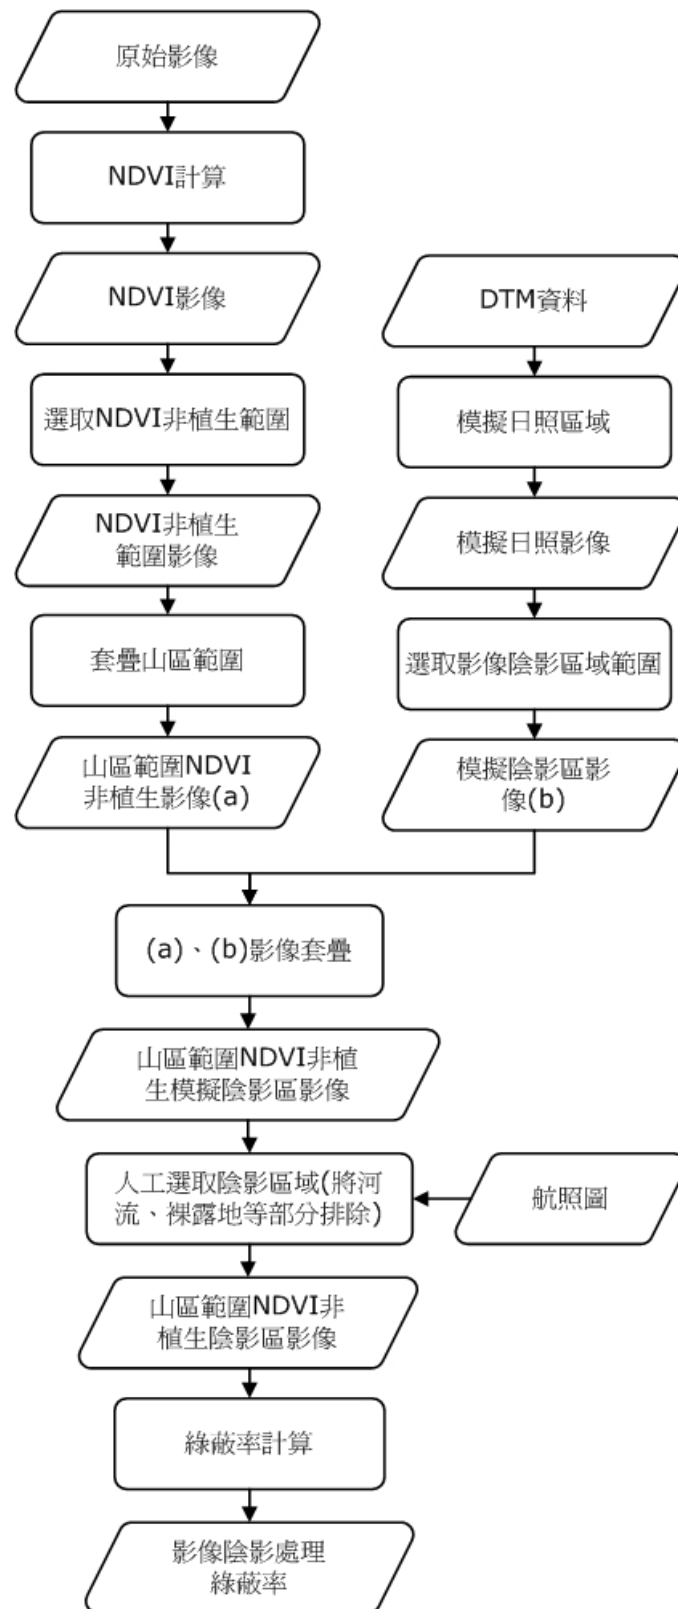 原始影像
NDVI計算
NDVI影像
選取NDVI非植生範圍
NDVI非植生
範圍影像
套疊山區範圍
山區範圍NDVI
非植生影像(a)
DTM資料
模擬日照區域
模擬日照影像
選取影像陰影區域範圍
模擬陰影區影
像(b)
(a)、(b)影像套疊
山區範圍NDVI非植
生模擬陰影區影像
人工選取陰影區域(將河
流、裸露地等部分排除)
航照圖
山區範圍NDVI非
植生陰影區影像
綠蔽率計算
影像陰影處理
綠蔽率